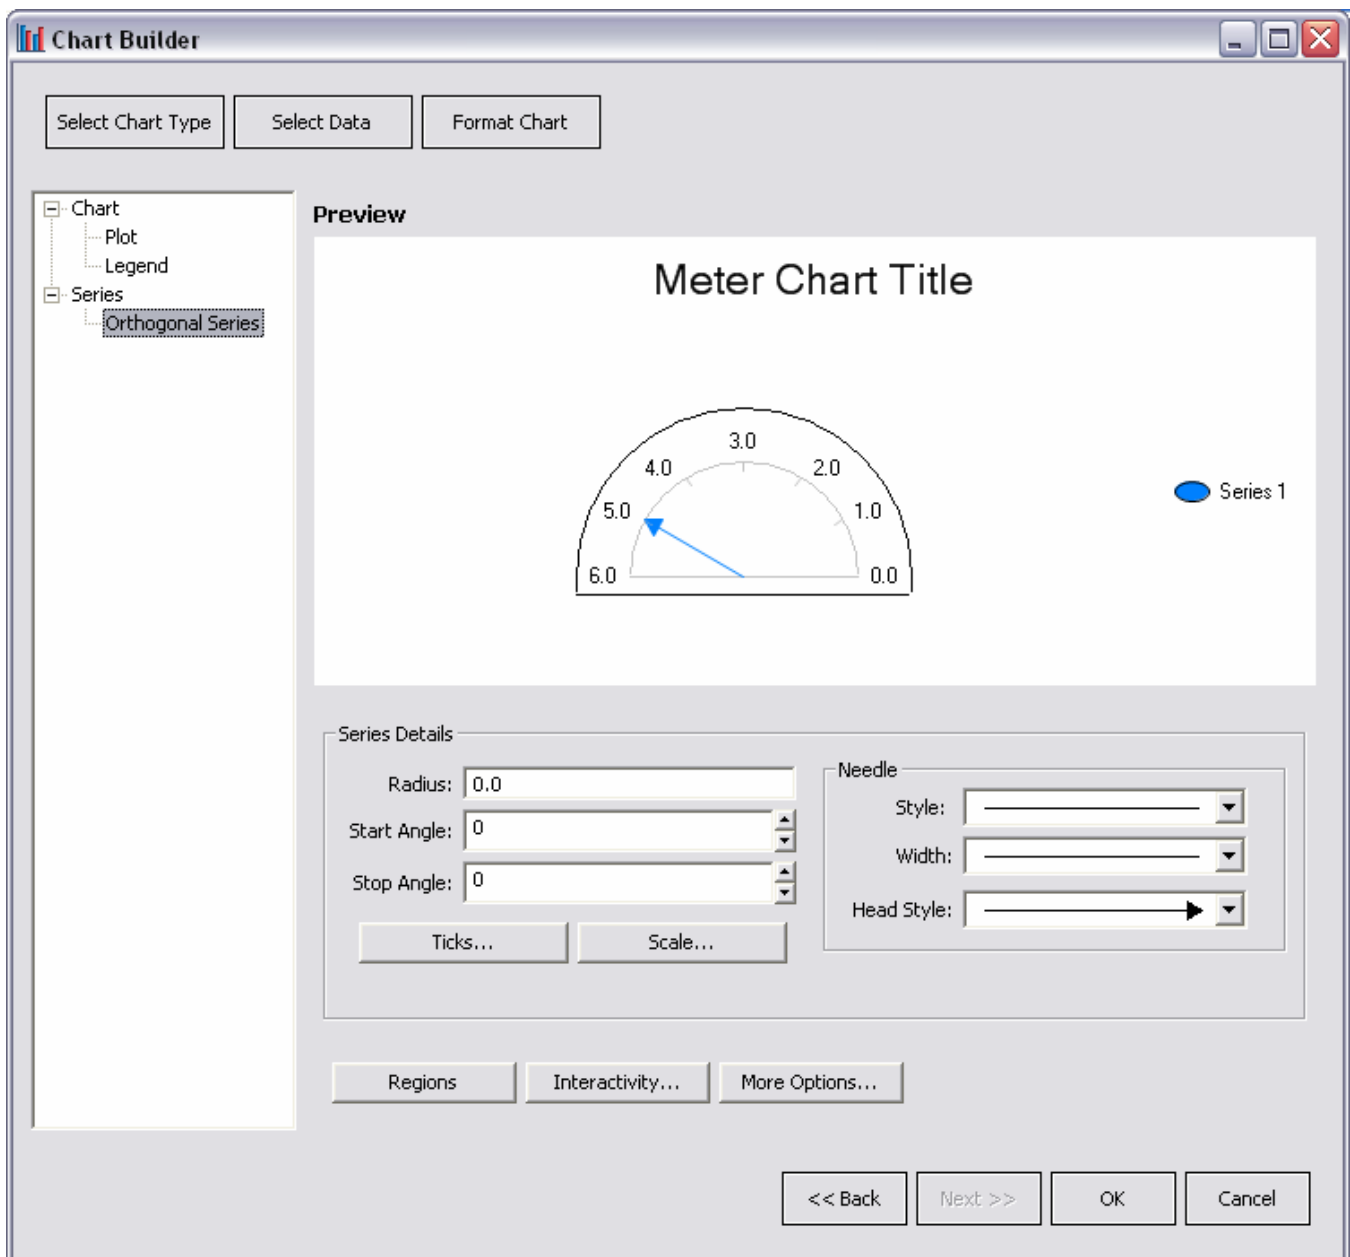 Chart Builder
Select Chart Type Select Data Format Chart
Chart
Plot
Legend
Series
Orthogonal Series
Preview
Meter Chart Title
3.0
4.0 2.0
5.0 1.0
6.0 0.0
Series 1
Series Details
Radius: 0.0
Start Angle: 0
Stop Angle: 0
Ticks... Scale...
Needle
Style:
Width:
Head Style:
Regions Interactivity... More Options...
<< Back Next >> OK Cancel